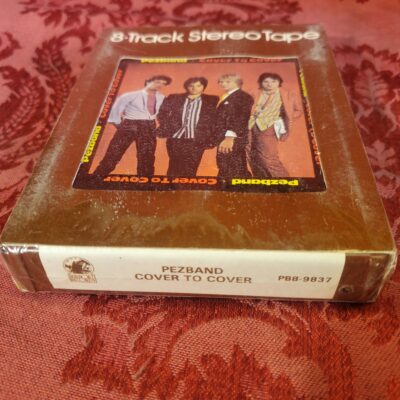 8-Track Stereo Tape
Pezband · Cover to Cover
Pezband
Cover To Cover · Pezband
PEZBAND
COVER TO COVER
PB8-9837